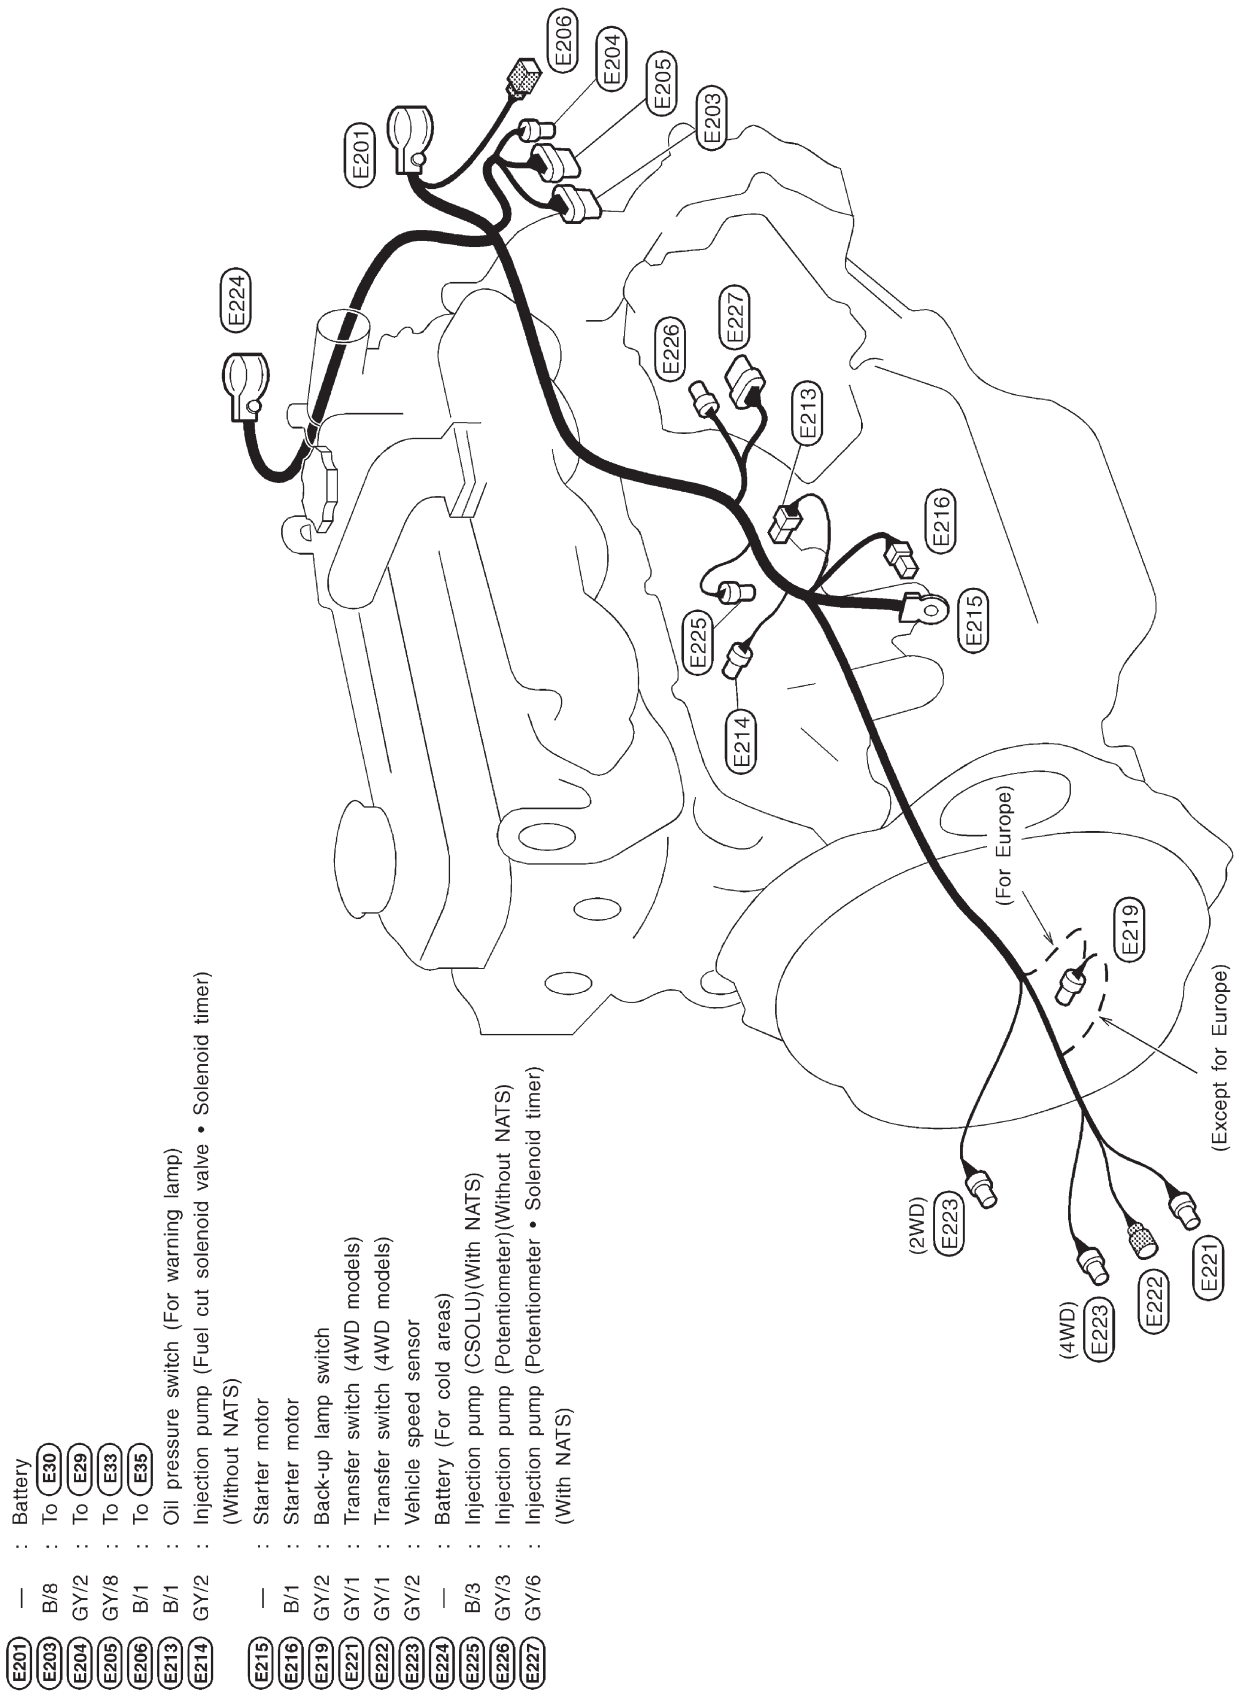 E201 — : Battery
E203 B/8 : To E30
E204 GY/2 : To E29
E205 GY/8 : To E33
E206 B/1 : To E35
E213 B/1 : Oil pressure switch (For warning lamp)
E214 GY/2 : Injection pump (Fuel cut solenoid valve • Solenoid timer)
(Without NATS)
E215 — : Starter motor
E216 B/1 : Starter motor
E219 GY/2 : Back-up lamp switch
E221 GY/1 : Transfer switch (4WD models)
E222 GY/1 : Transfer switch (4WD models)
E223 GY/2 : Vehicle speed sensor
E224 — : Battery (For cold areas)
E225 B/3 : Injection pump (CSOLU)(With NATS)
E226 GY/3 : Injection pump (Potentiometer)(Without NATS)
E227 GY/6 : Injection pump (Potentiometer • Solenoid timer)
(With NATS)
E224
E201
E206
E204
E205
E203
E226
E227
E213
E216
E215
E225
E214
(For Europe)
E219
(Except for Europe)
(2WD)
E223
(4WD)
E223
E222
E221